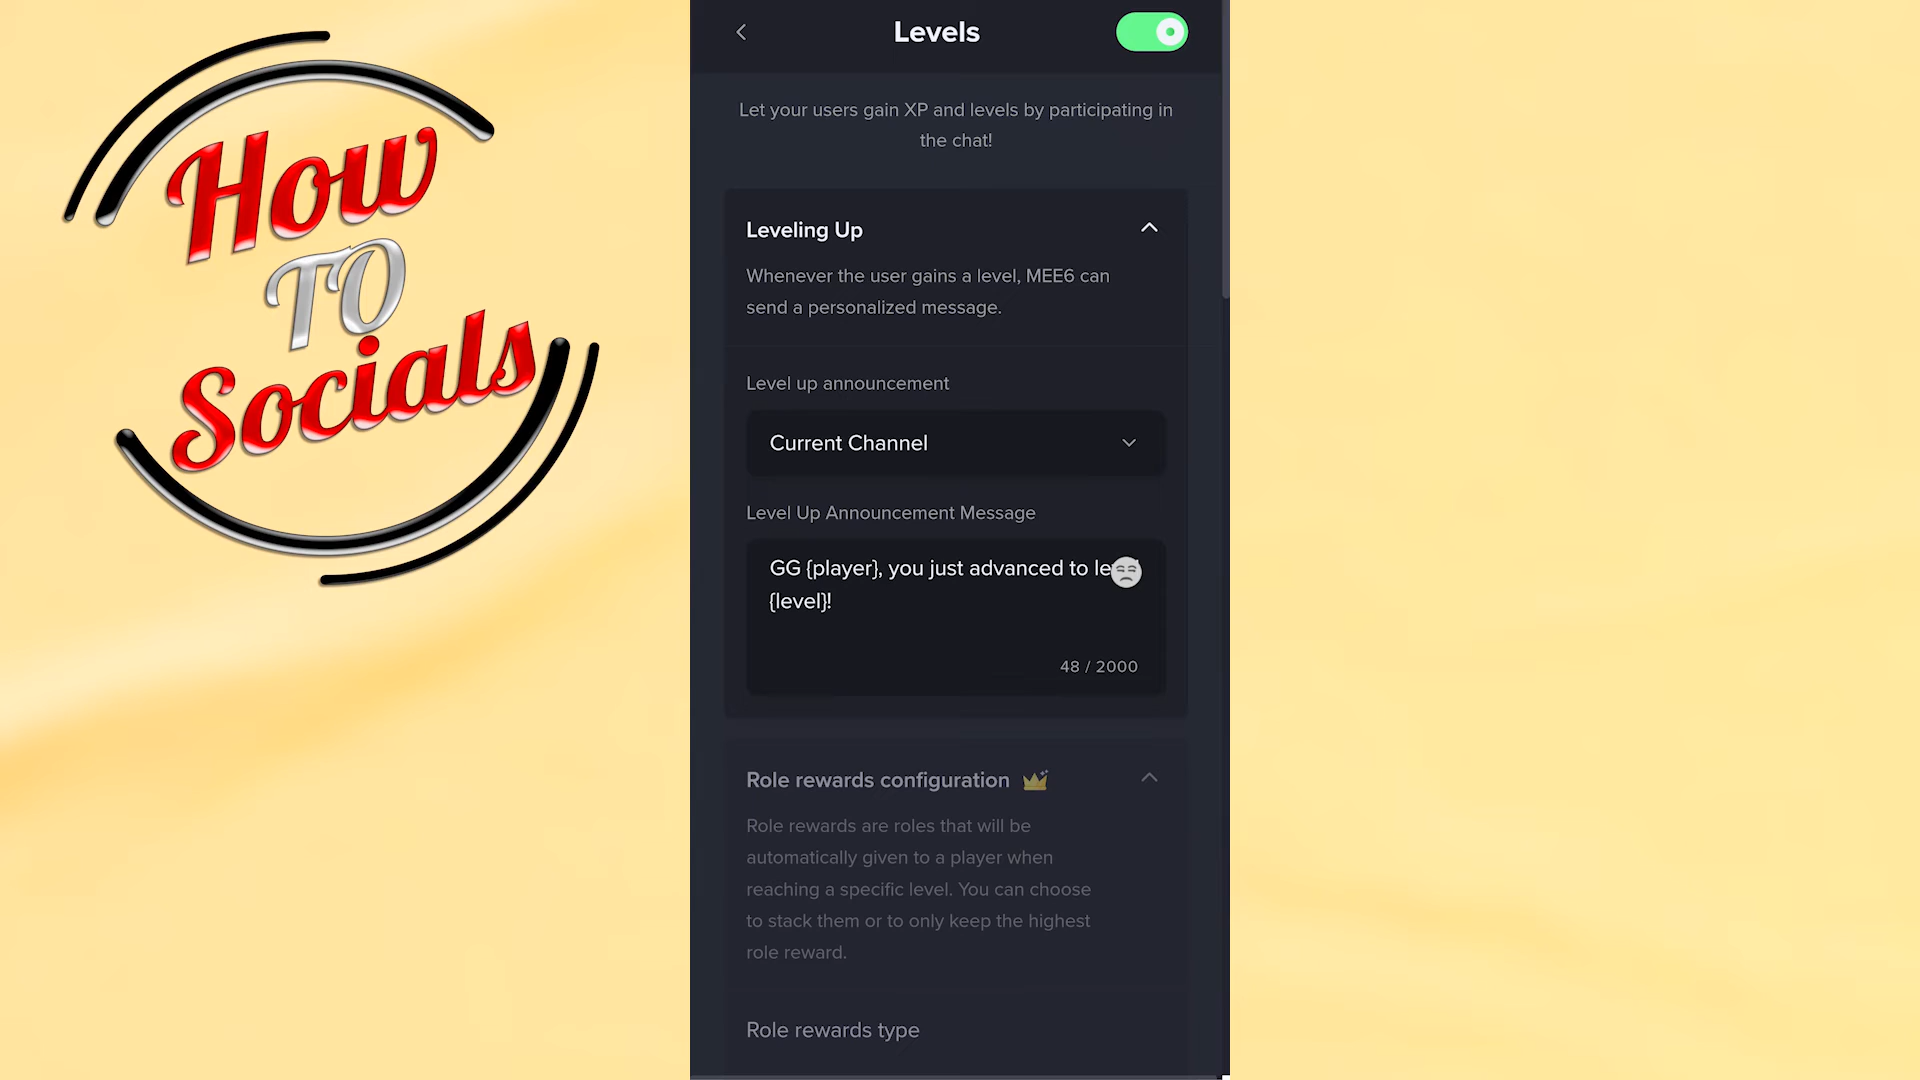 How
TO
Socials
Levels
Let your users gain XP and levels by participating in
the chat!
Leveling Up
Whenever the user gains a level, MEE6 can
send a personalized message.
Level up announcement
Current Channel
Level Up Announcement Message
GG {player}, you just advanced to
{level}!
48 / 2000
Role rewards configuration
Role rewards are roles that will be
automatically given to a player when
reaching a specific level. You can choose
to stack them or to only keep the highest
role reward.
Role rewards type